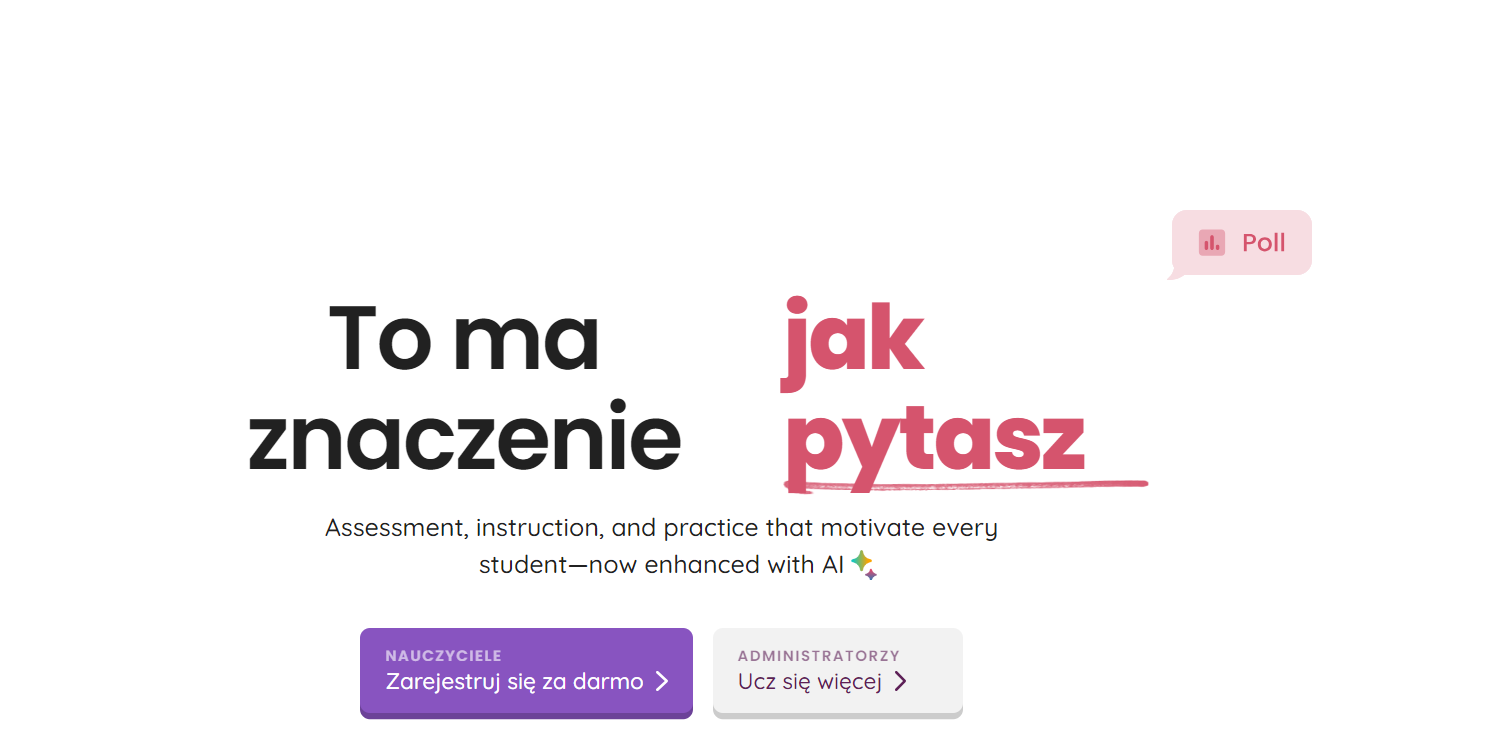 Poll
To ma jak
znaczenie pytasz
Assessment, instruction, and practice that motivate every
student—now enhanced with AI
NAUCZYCIELE
Zarejestruj się za darmo
ADMINISTRATORZY
Ucz się więcej